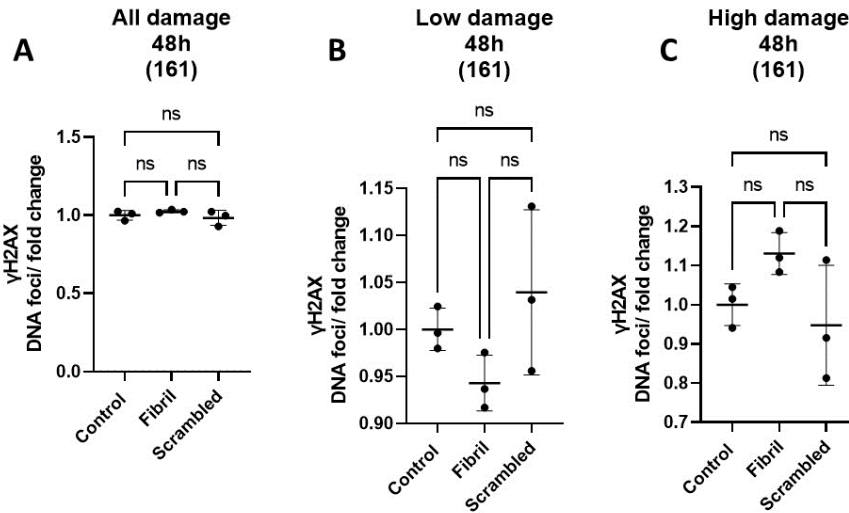 A
All damage
48h
(161)
ns
ns
ns
1.5
1.0
0.5
0.0
γH2AX
DNA foci/ fold change
Control
Fibril
Scrambled
B
Low damage
48h
(161)
ns
ns
ns
1.15
1.10
1.05
1.00
0.95
0.90
γH2AX
DNA foci/ fold change
Control
Fibril
Scrambled
C
High damage
48h
(161)
ns
ns
ns
1.3
1.2
1.1
1.0
0.9
0.8
0.7
γH2AX
DNA foci/ fold change
Control
Fibril
Scrambled